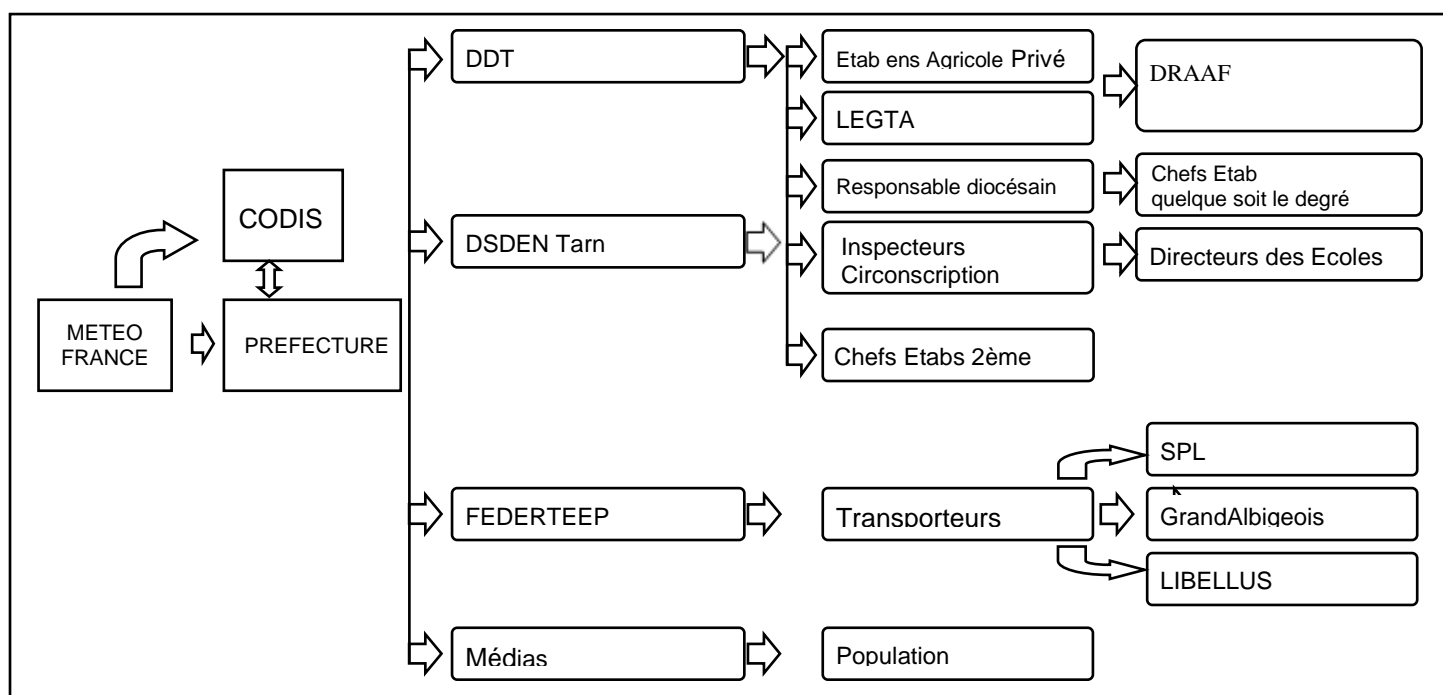 DDT
Etab ens Agricole Privé
DRAAF
LEGTA
CODIS
Responsable diocésain
Chefs Etab
quelque soit le degré
DSDEN Tarn
Inspecteurs
Circonscription
Directeurs des Ecoles
METEO
FRANCE
PREFECTURE
Chefs Etabs 2ème
SPL
FEDERTEEP
Transporteurs
GrandAlbigeois
LIBELLUS
Médias
Population